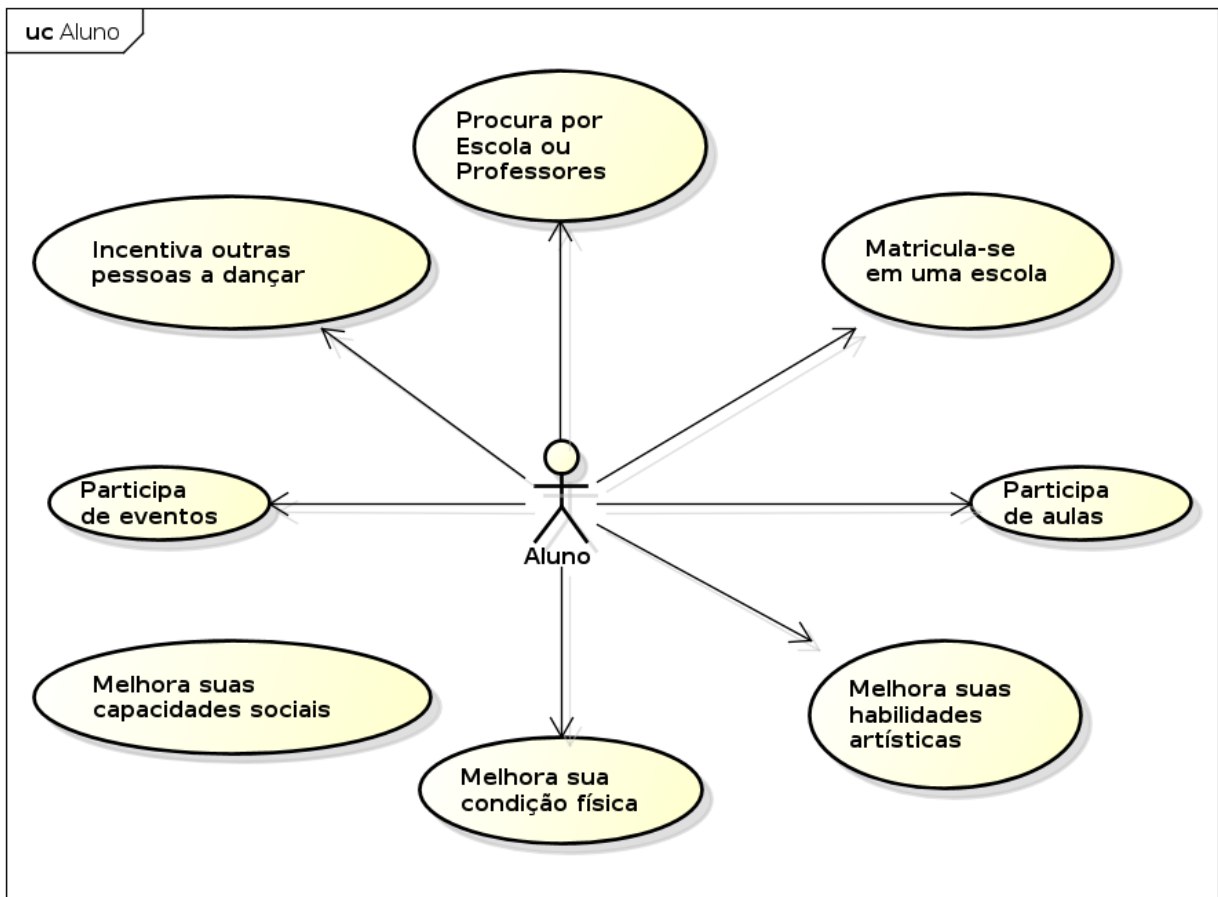 uc Aluno
Procura por
Escola ou
Professores
Incentiva outras
pessoas a dançar
Matricula-se
em uma escola
Participa
de eventos
Participa
de aulas
Aluno
Melhora suas
capacidades sociais
Melhora suas
habilidades
artísticas
Melhora sua
condição física